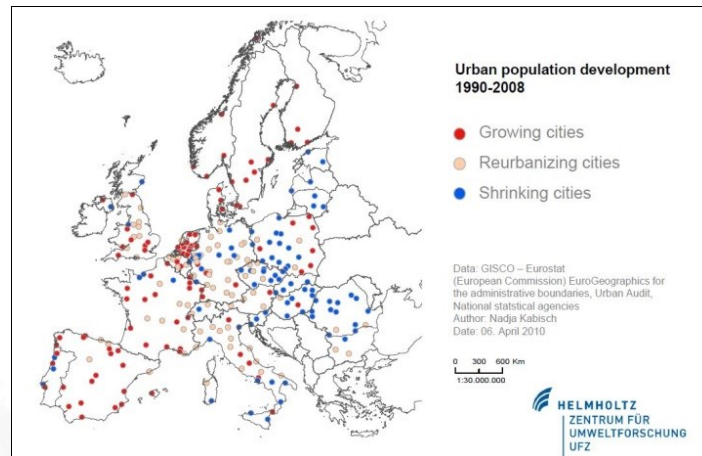 Urban population development
1990-2008
Growing cities
Reurbanizing cities
Shrinking cities
Data: GISCO – Eurostat
(European Commission) EuroGeographics for
the administrative boundaries, Urban Audit,
National statstical agencies
Author: Nadja Kabisch
Date: 06. April 2010
0 300 600 Km
1:30.000.000
HELMHOLTZ
ZENTRUM FÜR
UMWELTFORSCHUNG
UFZ